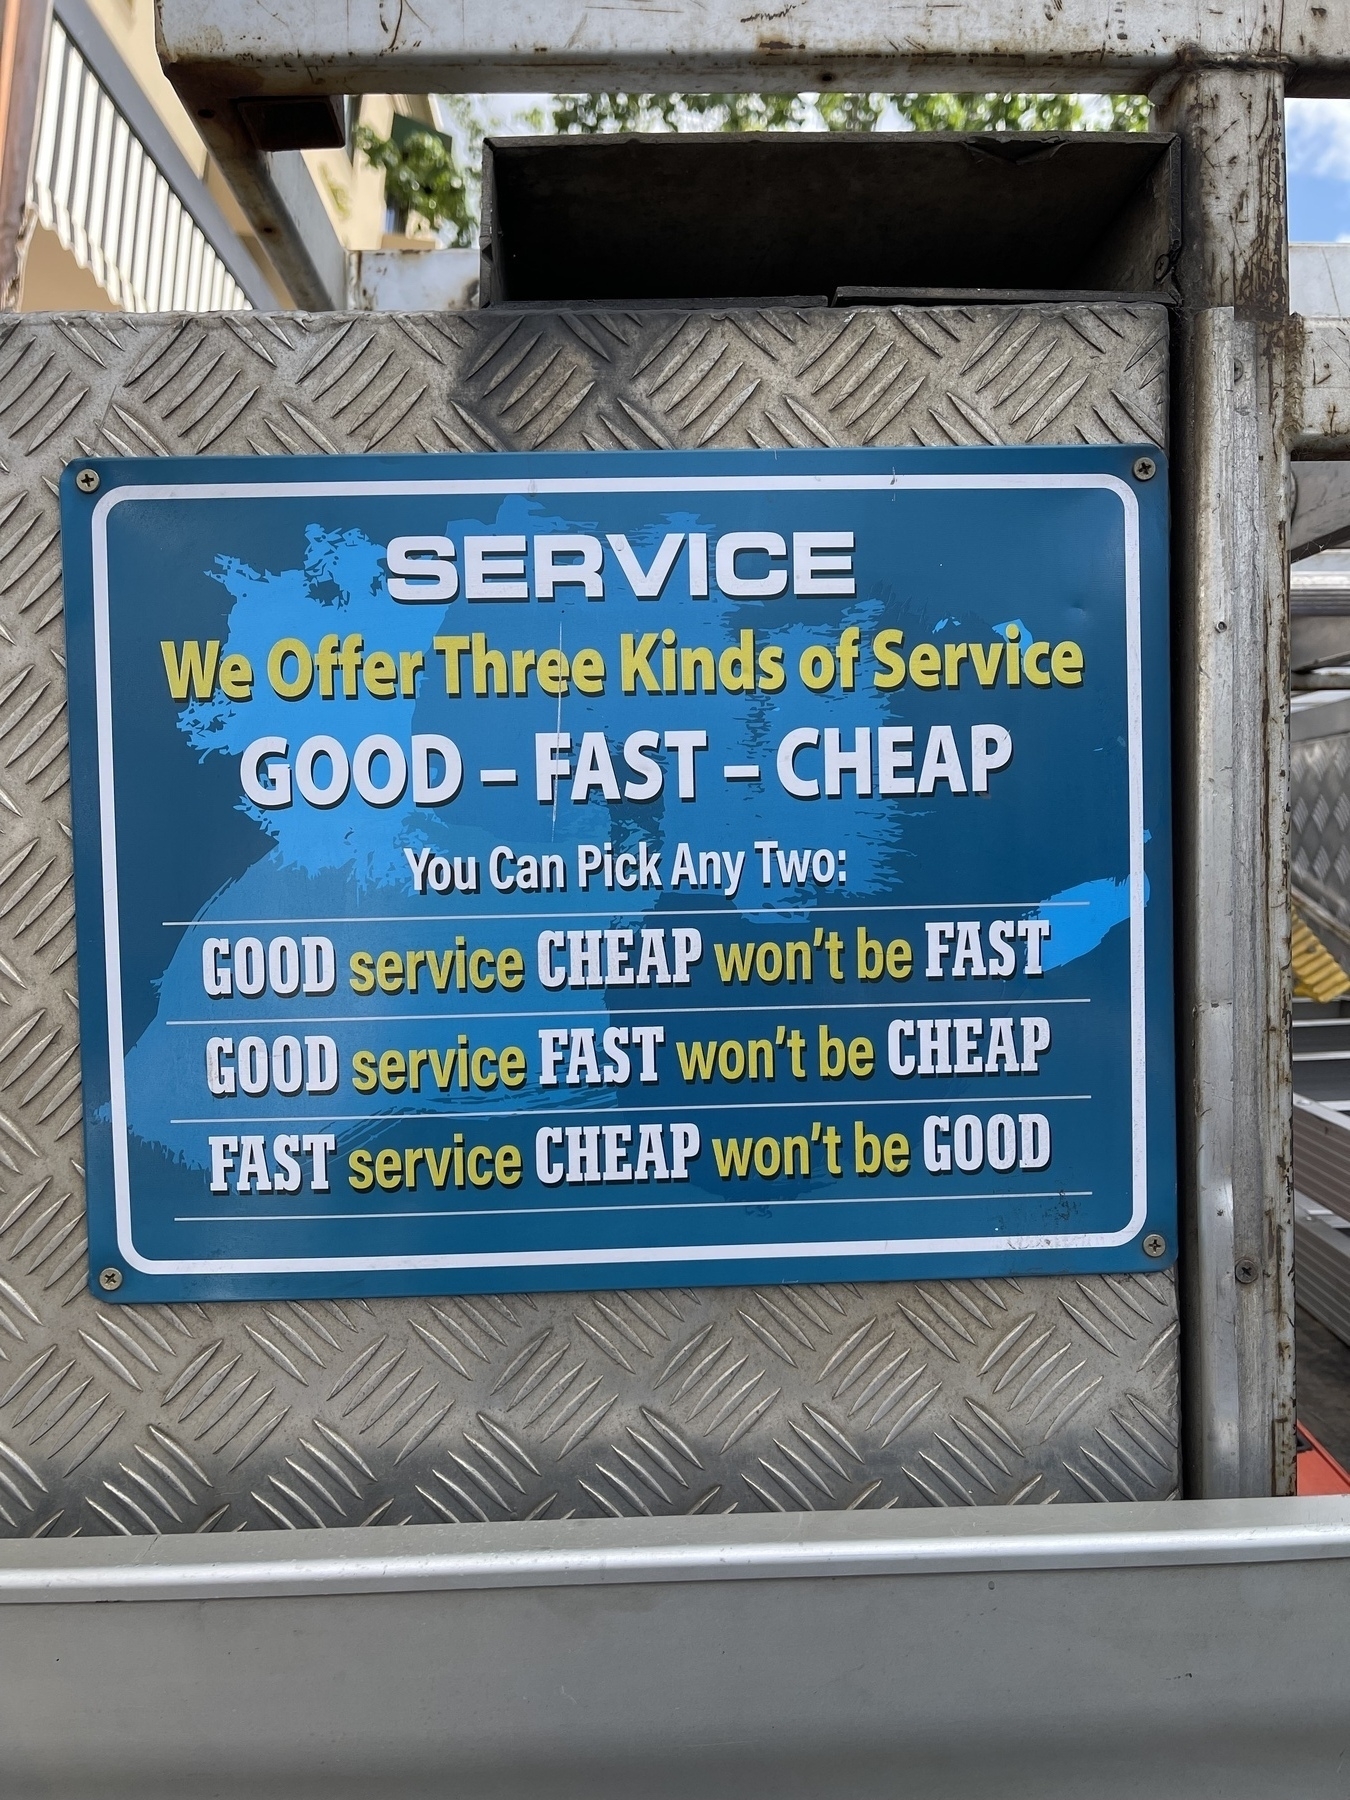 SERVICE
We Offer Three Kinds of Service
GOOD – FAST – CHEAP
You Can Pick Any Two:
GOOD service CHEAP won't be FAST
GOOD service FAST won't be CHEAP
FAST service CHEAP won't be GOOD